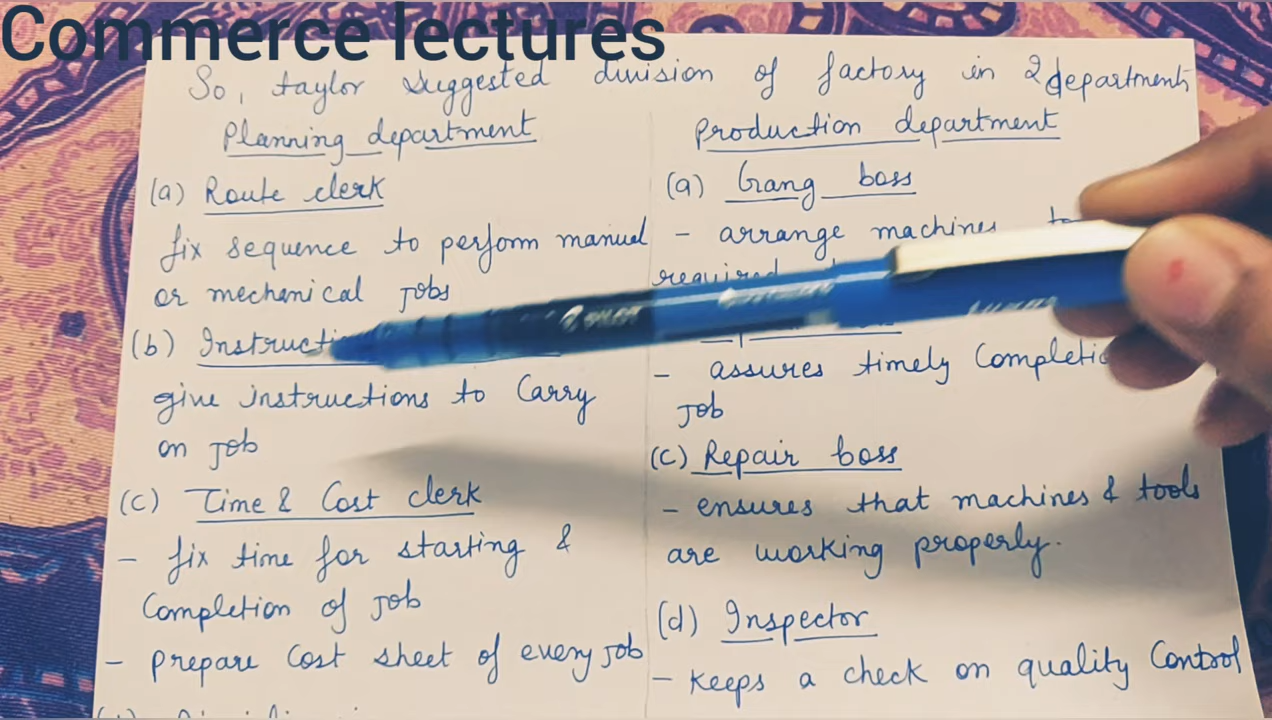 Commerce lectures
So, taylor suggested division of factory in 2 departments
Planning department
(a) Route clerk
fix sequence to perform manual
or mechanical jobs
(b)
give instructions to carry
on job
(c) Time & Cost clerk
- fix time for starting &
completion of job
- prepare cost sheet of every job
Production department
(a) Gang boss
- arrange machines
required
- assures timely
job
(c) Repair boss
- ensures that machines & tools
are working properly.
(d) Inspector
- keeps a check on quality control
PILOT